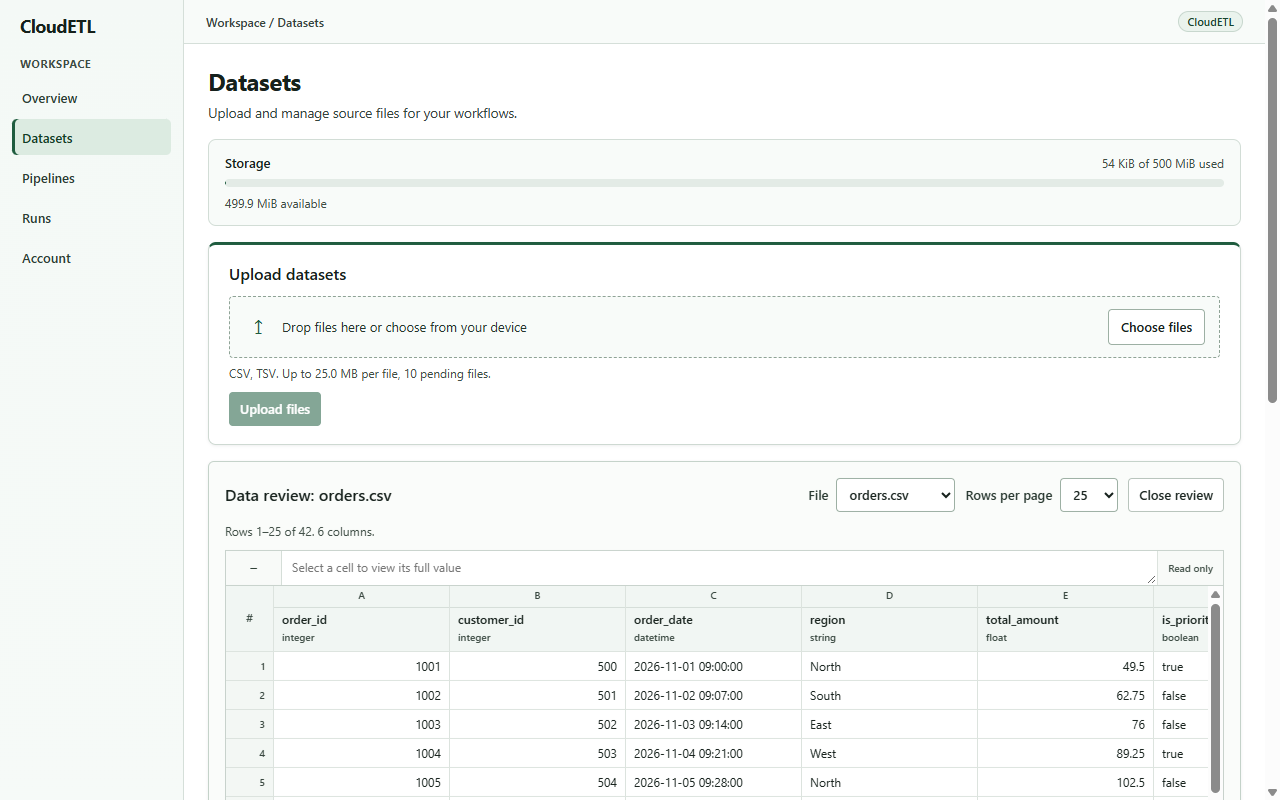 CloudETL
WORKSPACE
Overview
Datasets
Pipelines
Runs
Account
Workspace / Datasets
CloudETL
Datasets
Upload and manage source files for your workflows.
Storage
54 KiB of 500 MiB used
499.9 MiB available
Upload datasets
↥ Drop files here or choose from your device
Choose files
CSV, TSV. Up to 25.0 MB per file, 10 pending files.
Upload files
Data review: orders.csv
File orders.csv Rows per page 25 Close review
Rows 1–25 of 42. 6 columns.
– Select a cell to view its full value Read only
A B C D E
# order_id customer_id order_date region total_amount is_priorit
integer integer datetime string float boolean
1 1001 500 2026-11-01 09:00:00 North 49.5 true
2 1002 501 2026-11-02 09:07:00 South 62.75 false
3 1003 502 2026-11-03 09:14:00 East 76 false
4 1004 503 2026-11-04 09:21:00 West 89.25 true
5 1005 504 2026-11-05 09:28:00 North 102.5 false